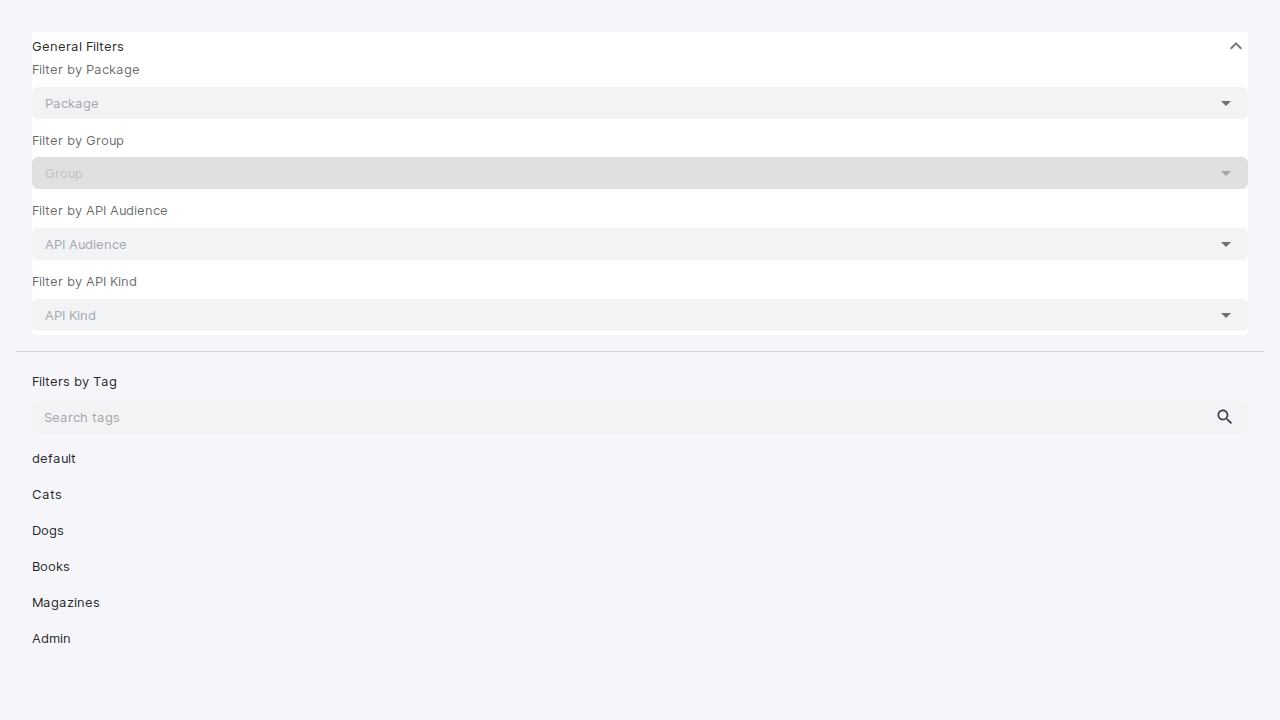 General Filters
Filter by Package
Package
Filter by Group
Group
Filter by API Audience
API Audience
Filter by API Kind
API Kind
Filters by Tag
Search tags
default
Cats
Dogs
Books
Magazines
Admin